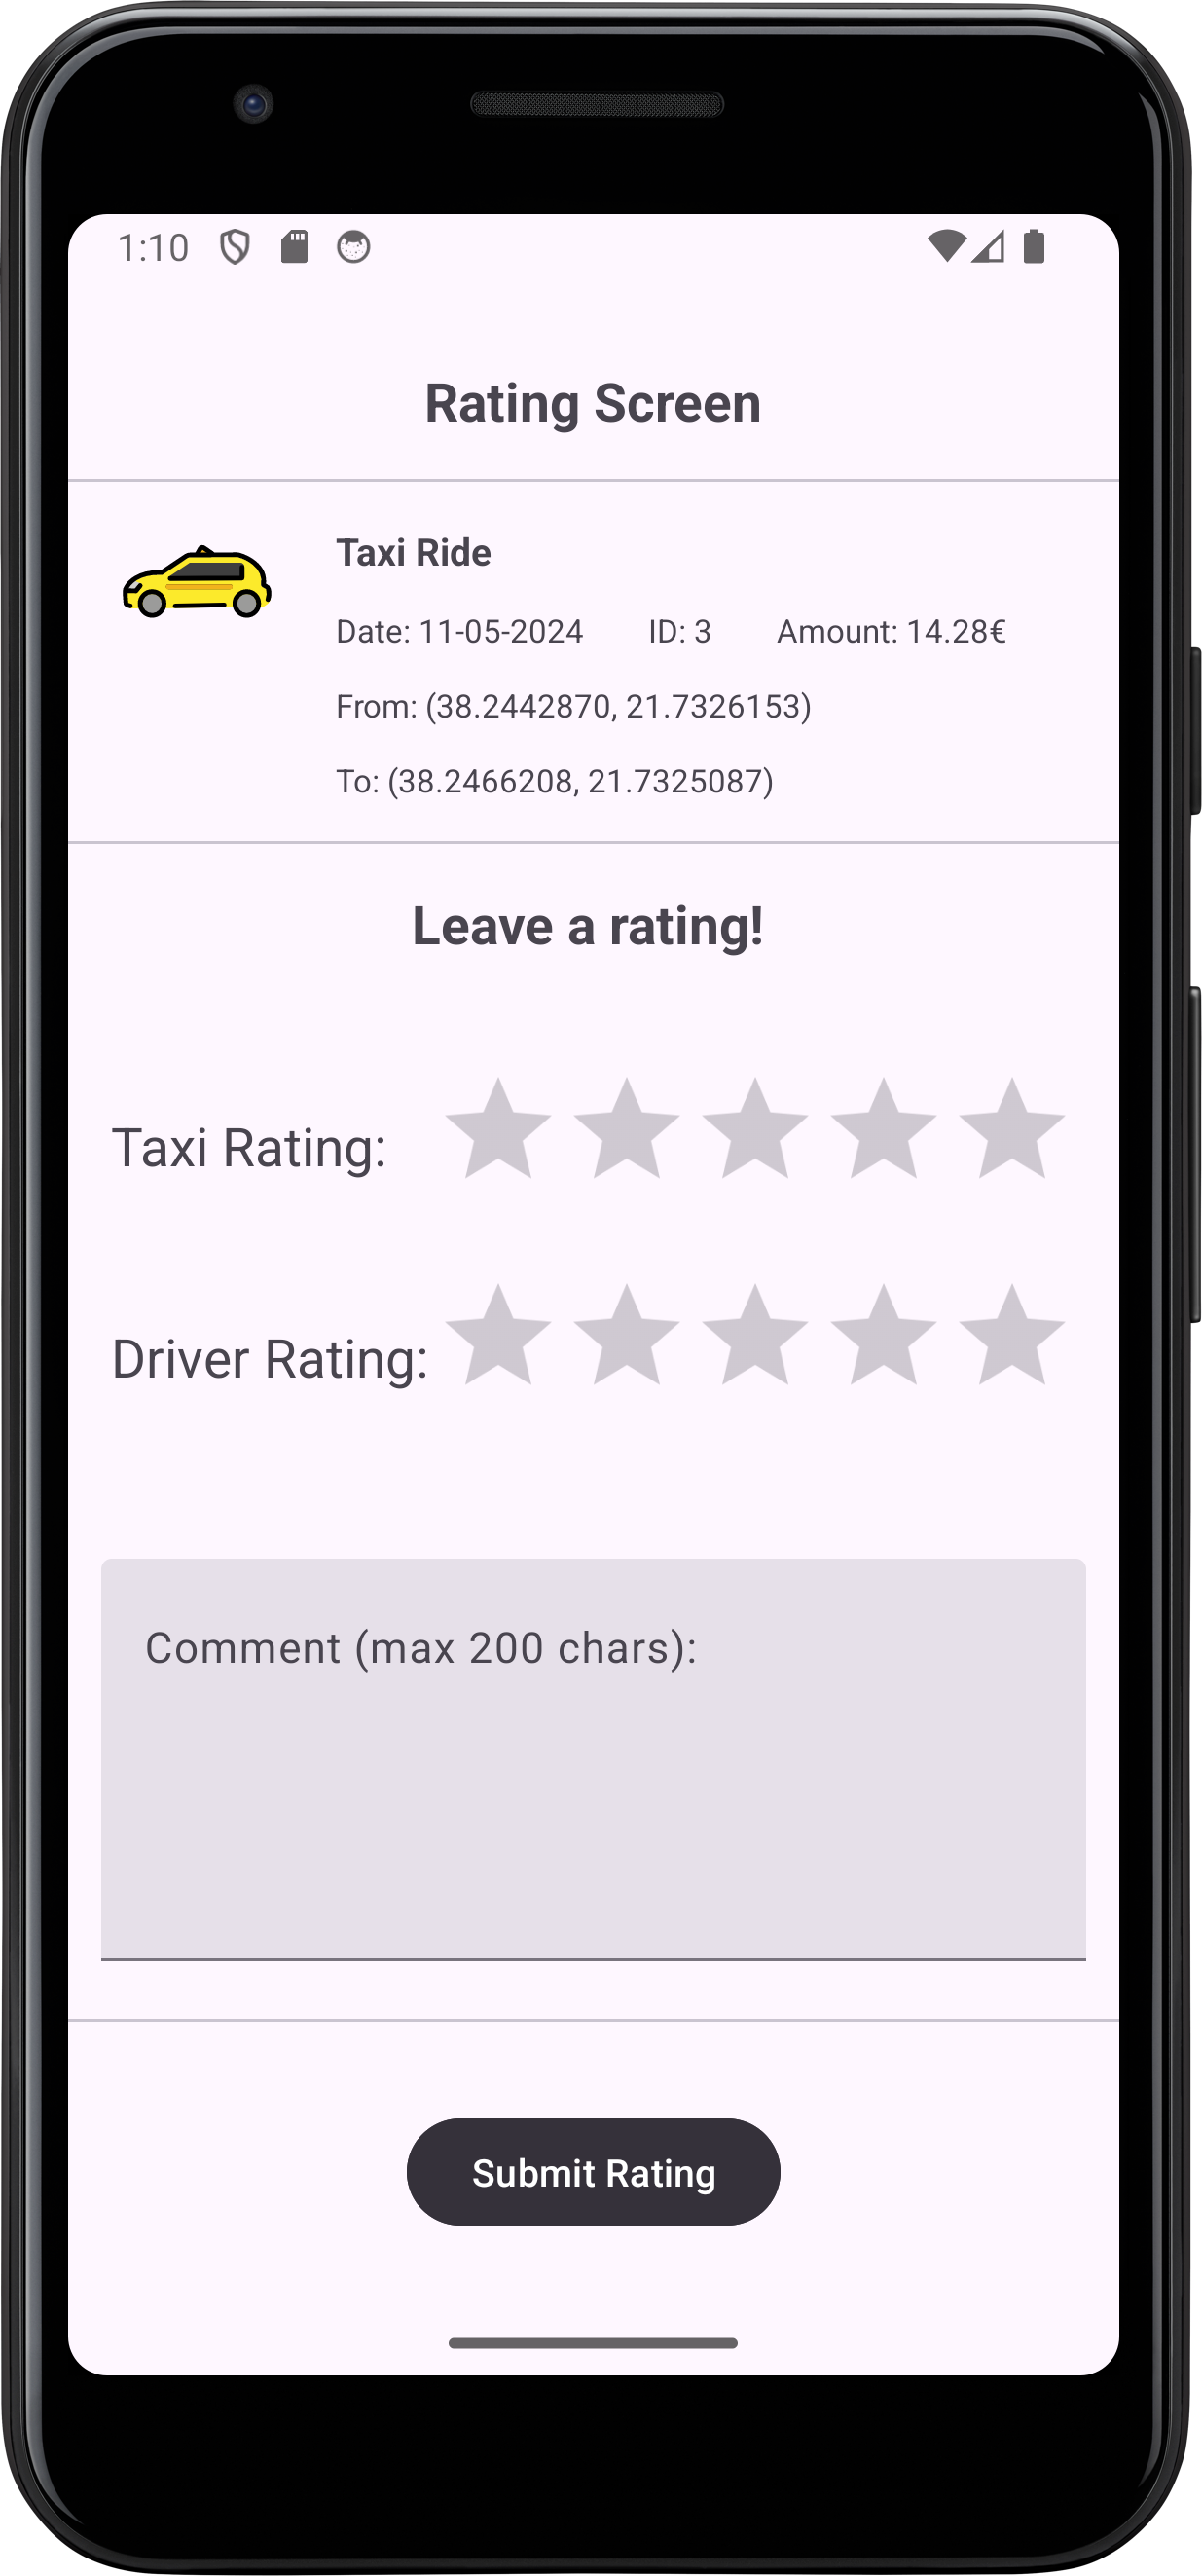 1:10
Rating Screen
Taxi Ride
Date: 11-05-2024 ID: 3 Amount: 14.28€
From: (38.2442870, 21.7326153)
To: (38.2466208, 21.7325087)
Leave a rating!
Taxi Rating:
Driver Rating:
Comment (max 200 chars):
Submit Rating